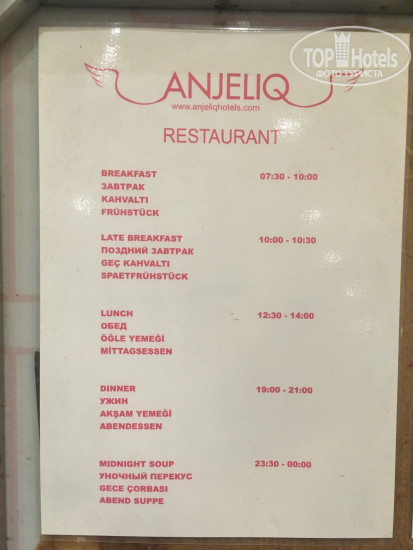 TOP Hotels
ФОТО ТУРИСТА
ANJELIQ
www.anjeliqhotels.com
RESTAURANT
BREAKFAST 07:30 - 10:00
ЗАВТРАК
KAHVALTI
FRÜHSTÜCK
LATE BREAKFAST 10:00 - 10:30
ПОЗДНИЙ ЗАВТРАК
GEÇ KAHVALTI
SPAETFRÜHSTÜCK
LUNCH 12:30 - 14:00
ОБЕД
ÖĞLE YEMEĞİ
MİTTAGSESSEN
DINNER 19:00 - 21:00
УЖИН
AKŞAM YEMEĞİ
ABENDESSEN
MIDNIGHT SOUP 23:30 - 00:00
УНОЧНЫЙ ПЕРЕКУС
GECE ÇORBASI
ABEND SUPPE